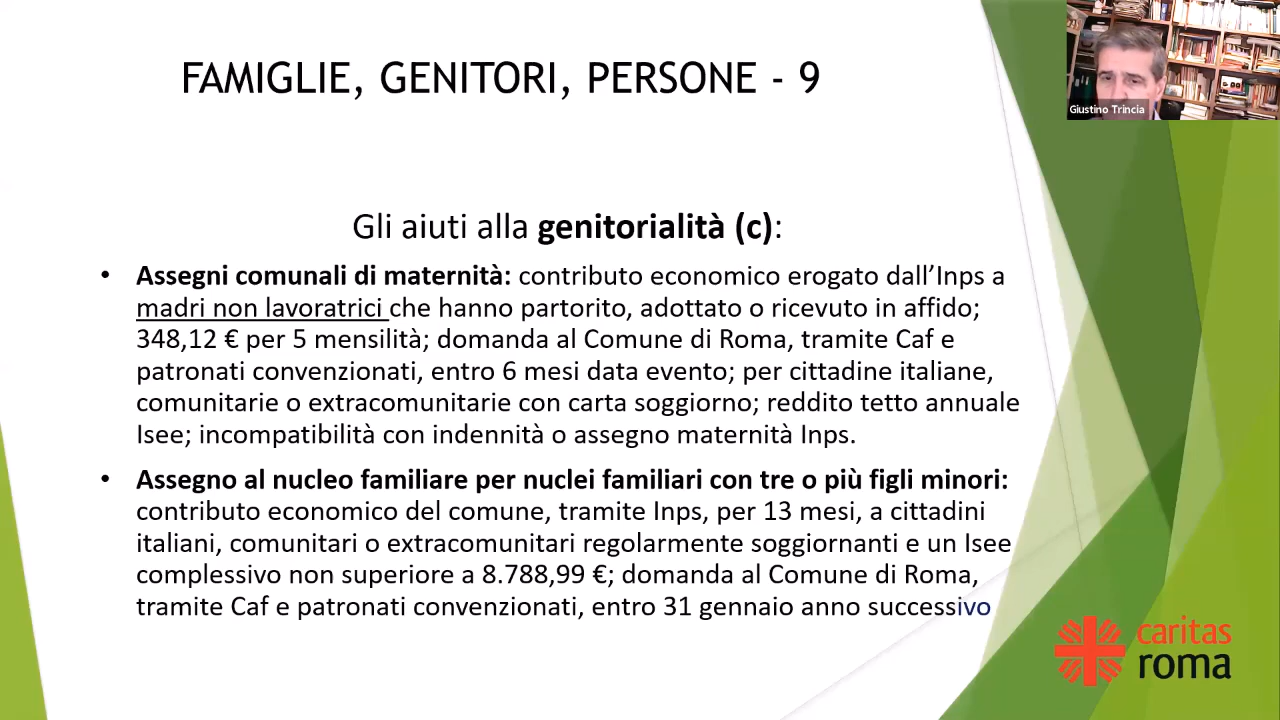 FAMIGLIE, GENITORI, PERSONE - 9
Giustino Trincia
Gli aiuti alla genitorialità (c):
• Assegni comunali di maternità: contributo economico erogato dall’Inps a
madri non lavoratrici che hanno partorito, adottato o ricevuto in affido;
348,12 € per 5 mensilità; domanda al Comune di Roma, tramite Caf e
patronati convenzionati, entro 6 mesi data evento; per cittadine italiane,
comunitarie o extracomunitarie con carta soggiorno; reddito tetto annuale
Isee; incompatibilità con indennità o assegno maternità Inps.
• Assegno al nucleo familiare per nuclei familiari con tre o più figli minori:
contributo economico del comune, tramite Inps, per 13 mesi, a cittadini
italiani, comunitari o extracomunitari regolarmente soggiornanti e un Isee
complessivo non superiore a 8.788,99 €; domanda al Comune di Roma,
tramite Caf e patronati convenzionati, entro 31 gennaio anno successivo
caritas
roma